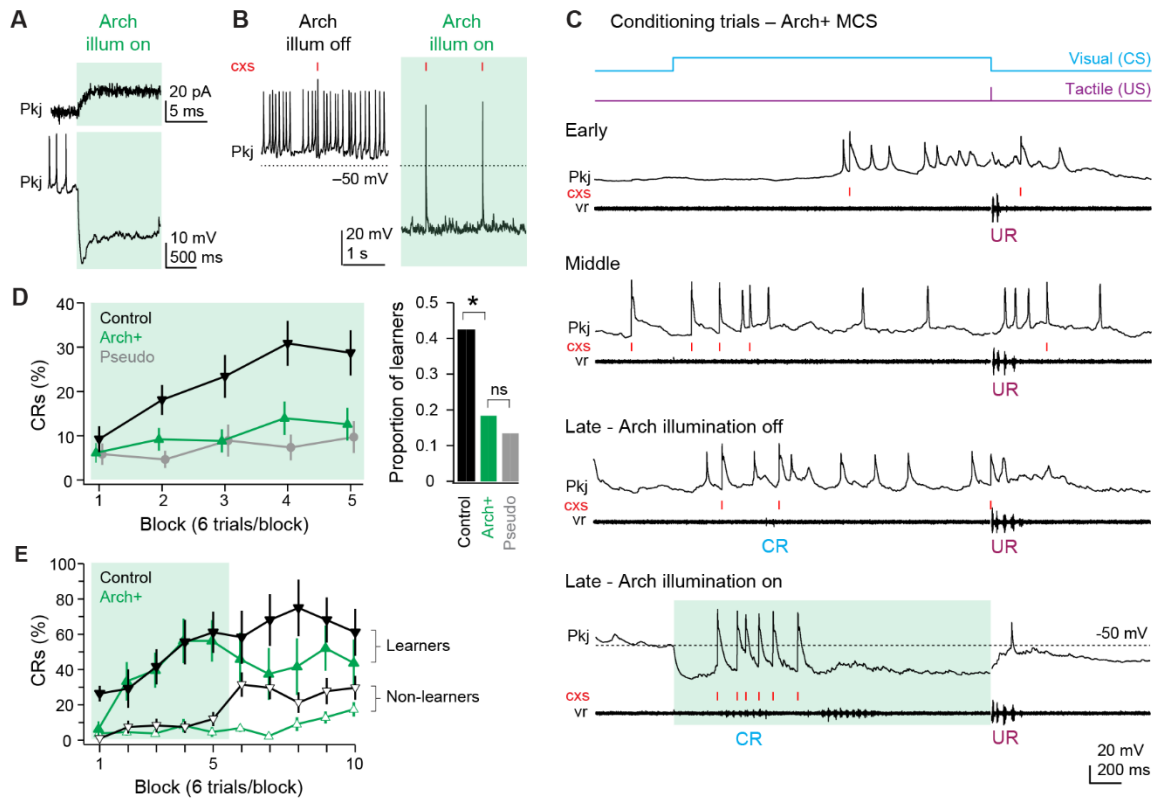 A
Arch
illum on
Pkj
20 pA
5 ms
Pkj
10 mV
500 ms
B
Arch
illum off
Arch
illum on
cxs
Pkj
–50 mV
20 mV
1 s
C
Conditioning trials – Arch+ MCS
Visual (CS)
Tactile (US)
Early
Pkj
cxs
vr
UR
Middle
Pkj
cxs
vr
UR
Late - Arch illumination off
Pkj
cxs
vr
CR
UR
Late - Arch illumination on
Pkj
-50 mV
cxs
vr
CR
UR
20 mV
200 ms
D
40
30
20
10
0
CRs (%)
Control
Arch+
Pseudo
1 2 3 4 5
Block (6 trials/block)
0.5
0.4
0.3
0.2
0.1
0
Proportion of learners
*
ns
Control
Arch+
Pseudo
E
100
80
60
40
20
0
CRs (%)
Control
Arch+
Learners
Non-learners
1 5 10
Block (6 trials/block)